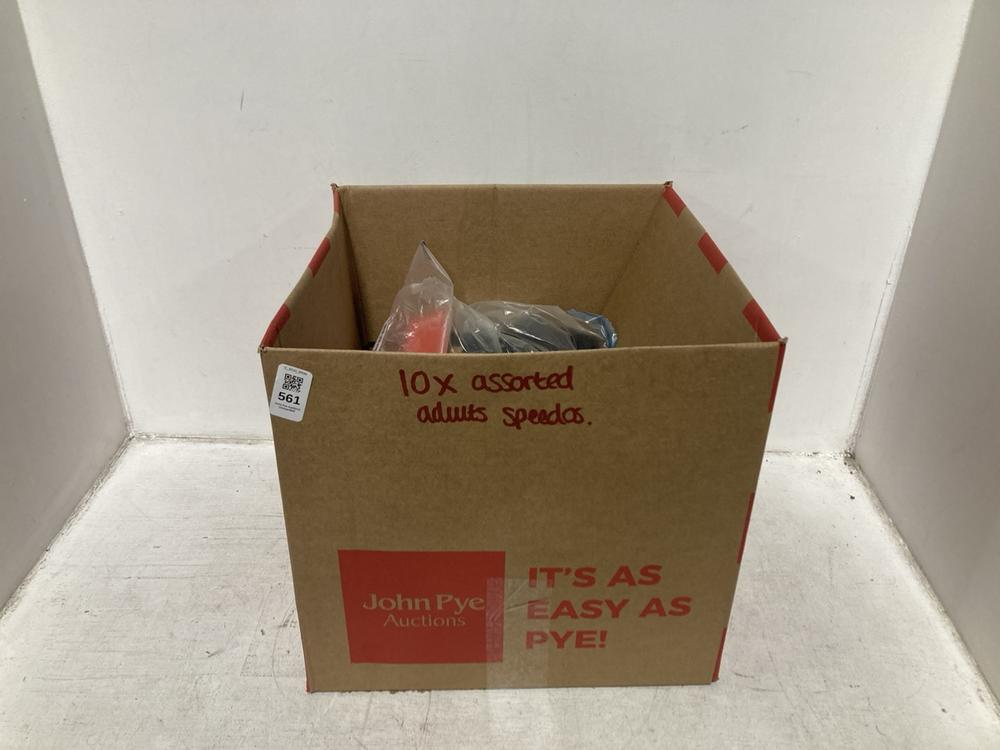 561
10x assorted
adults speedos.
John Pye
Auctions
IT'S AS
EASY AS
PYE!